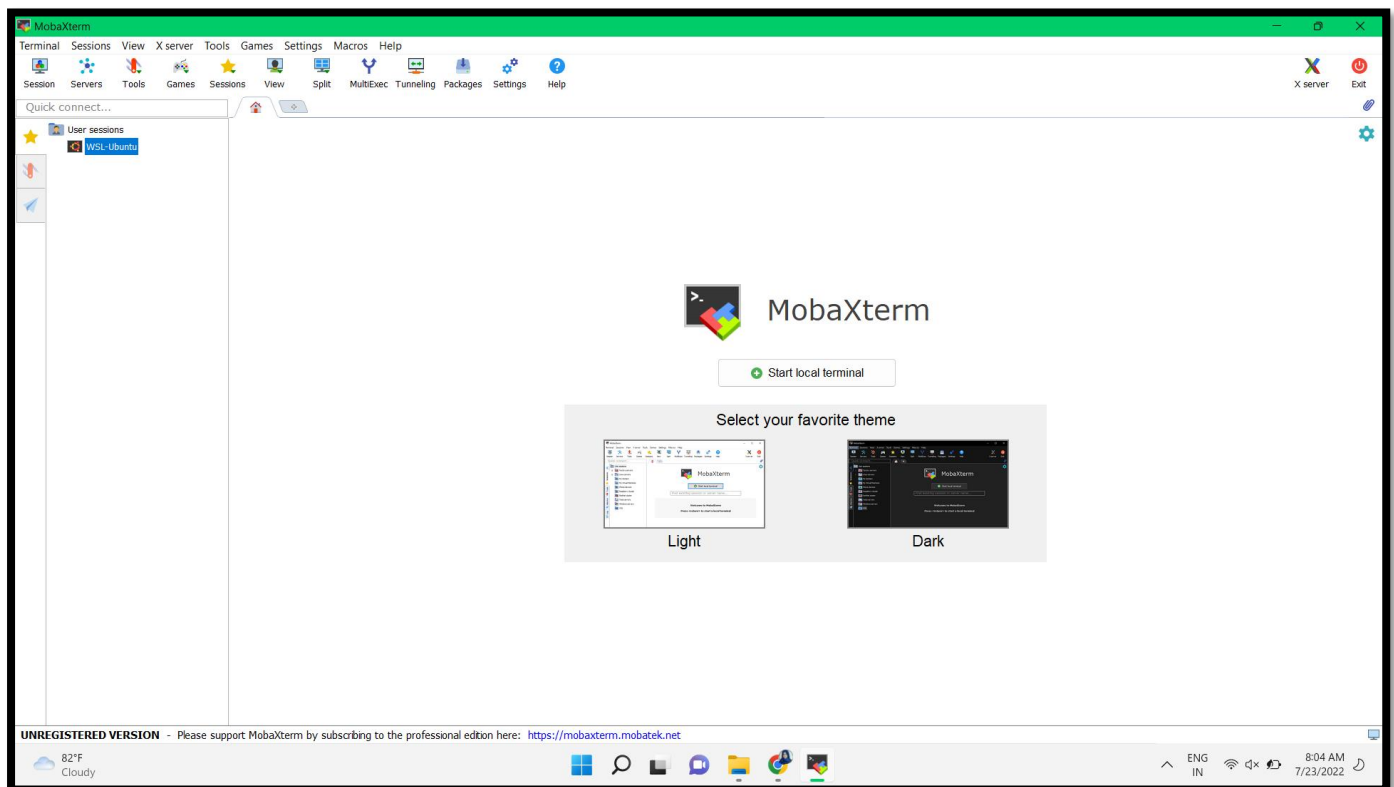 MobaXterm
Terminal Sessions View X server Tools Games Settings Macros Help
Session Servers Tools Games Sessions View Split MultiExec Tunneling Packages Settings Help X server Exit
Quick connect...
User sessions
WSL-Ubuntu
>_
MobaXterm
Start local terminal
Select your favorite theme
MobaXterm
MobaXterm
Light Dark
UNREGISTERED VERSION - Please support MobaXterm by subscribing to the professional edition here: https://mobaxterm.mobatek.net
82°F
Cloudy
ENG
IN
8:04 AM
7/23/2022